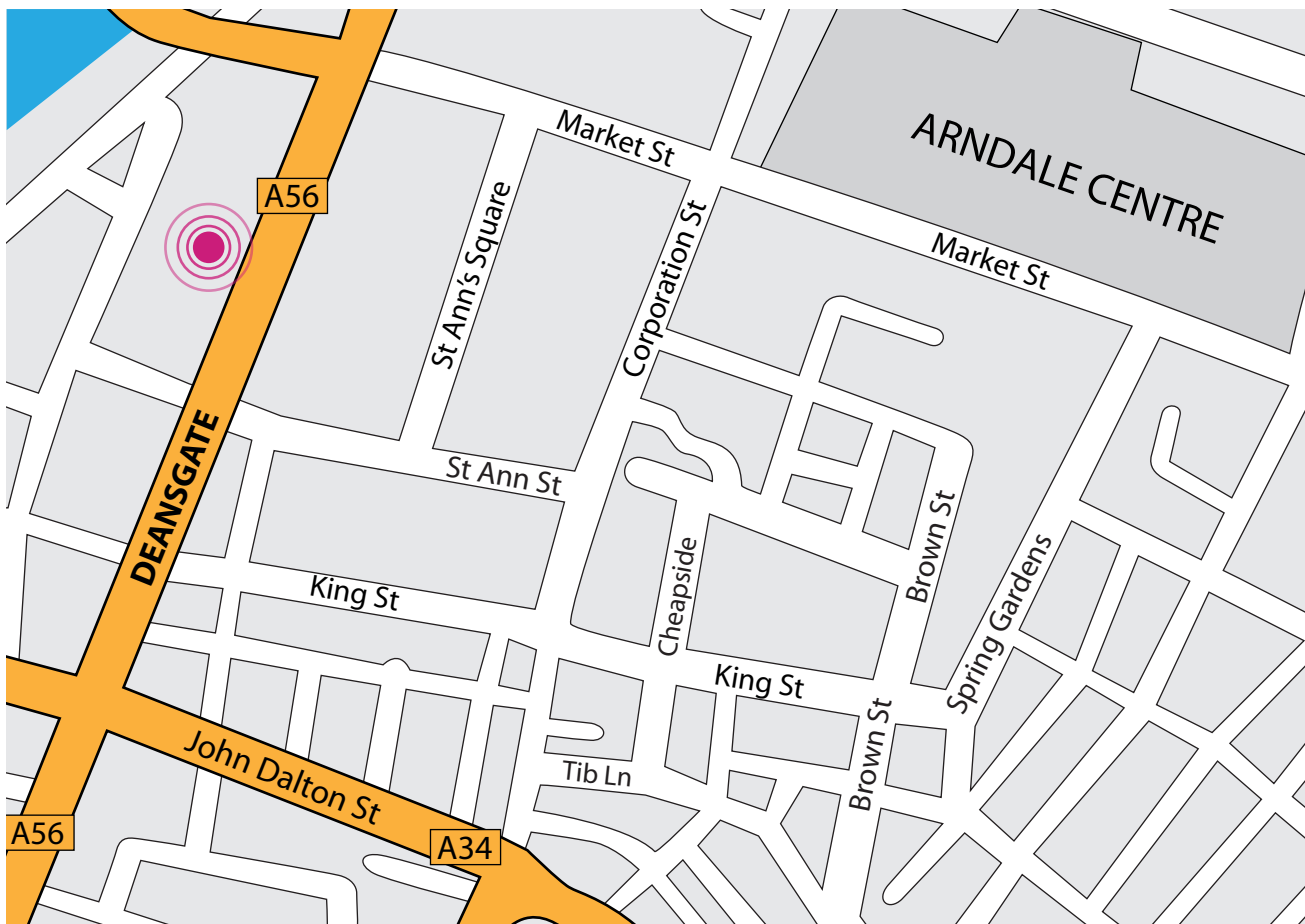 Market St
ARNDALE CENTRE
A56
St Ann's Square
Corporation St
Market St
DEANSGATE
St Ann St
Brown St
King St
Cheapside
Spring Gardens
King St
Brown St
John Dalton St
Tib Ln
A56
A34